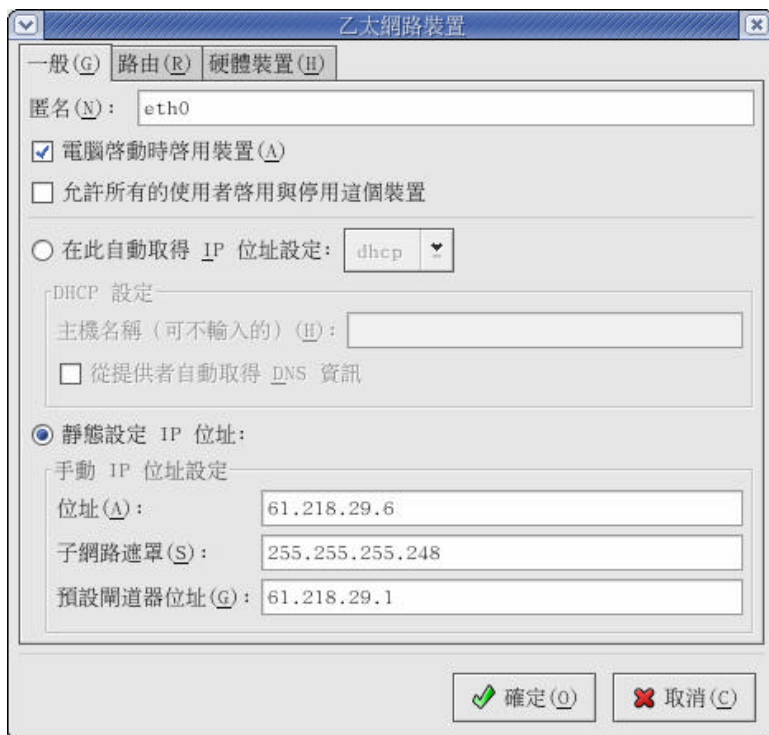 乙太網路裝置
一般(G) 路由(R) 硬體裝置(H)
匿名(N): eth0
電腦啓動時啓用裝置(A)
允許所有的使用者啓用與停用這個裝置
在此自動取得 IP 位址設定: dhcp
DHCP 設定
主機名稱 (可不輸入的) (H):
從提供者自動取得 DNS 資訊
靜態設定 IP 位址:
手動 IP 位址設定
位址(A): 61.218.29.6
子網路遮罩(S): 255.255.255.248
預設閘道器位址(G): 61.218.29.1
確定(O) 取消(C)